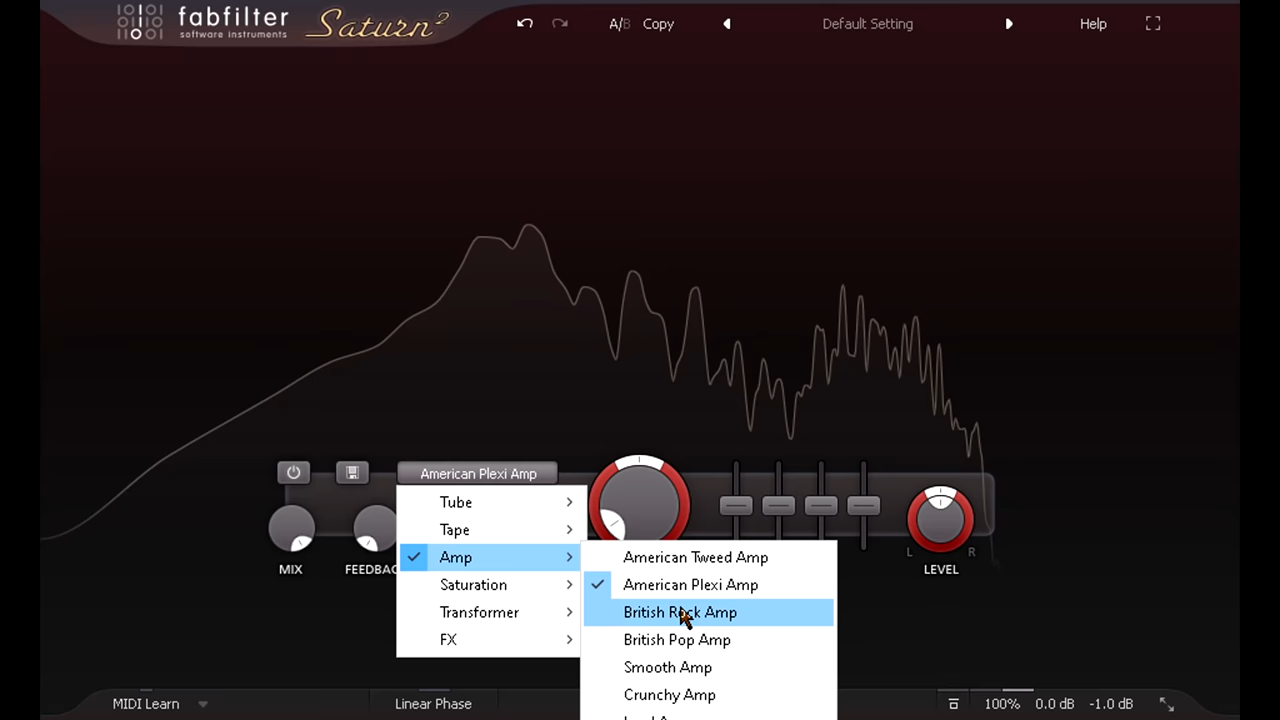 fabfilter
software instruments
Saturn 2
A/B Copy
Default Setting
Help
American Plexi Amp
Tube
Tape
Amp
Saturation
Transformer
FX
American Tweed Amp
American Plexi Amp
British Rock Amp
British Pop Amp
Smooth Amp
Crunchy Amp
MIX
L R
LEVEL
MIDI Learn
Linear Phase
100% 0.0 dB -1.0 dB